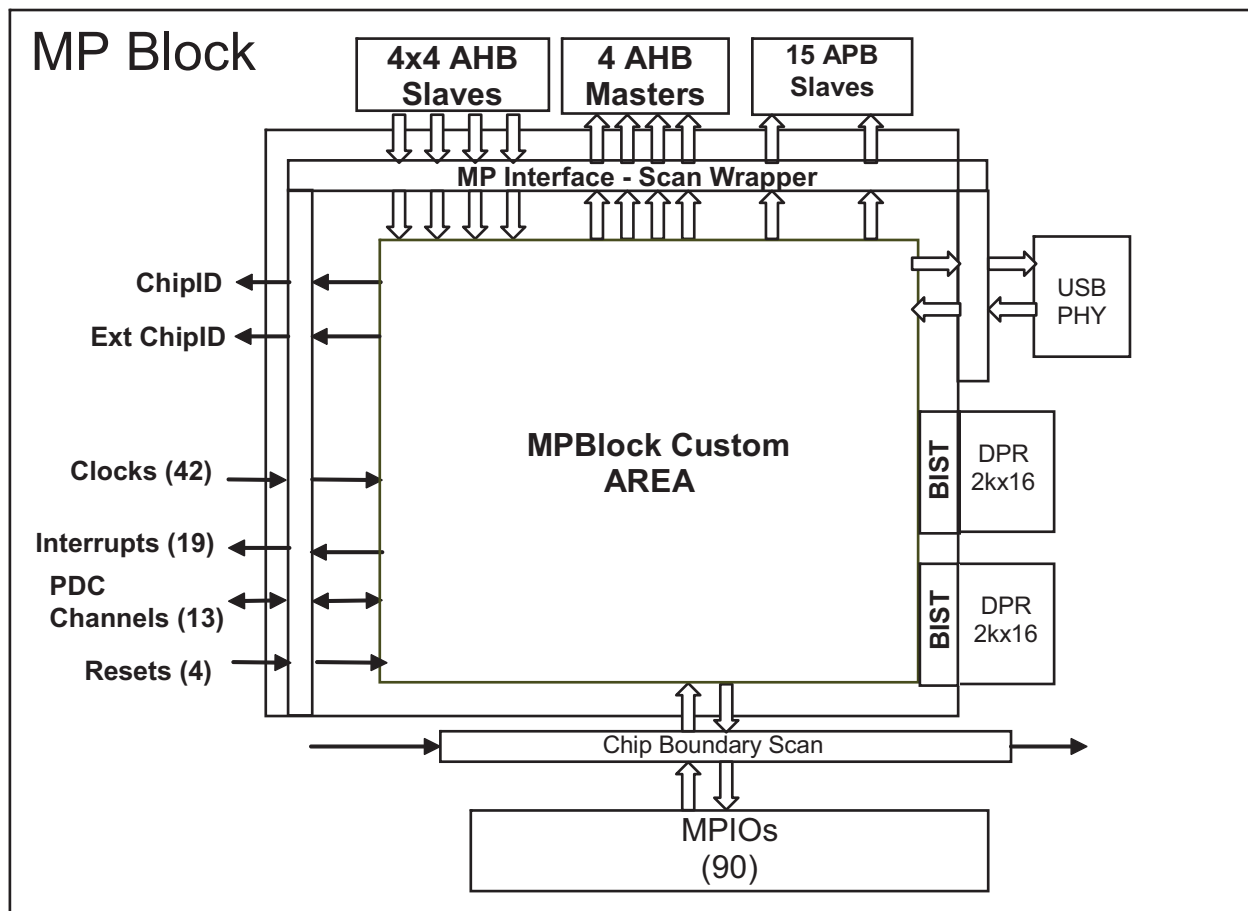 MP Block
4x4 AHB
Slaves
4 AHB
Masters
15 APB
Slaves
MP Interface - Scan Wrapper
ChipID
Ext ChipID
USB
PHY
MPBlock Custom
AREA
Clocks (42)
BIST
DPR
2kx16
Interrupts (19)
PDC
Channels (13)
Resets (4)
BIST
DPR
2kx16
Chip Boundary Scan
MPIOs
(90)